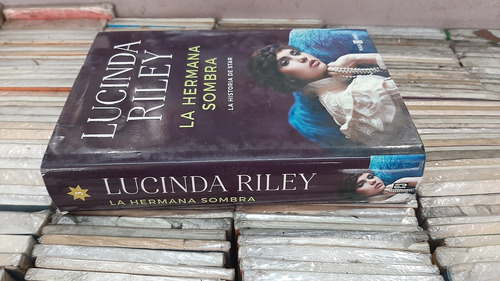 LUCINDA
RILEY
LA HERMANA
SOMBRA
LA HISTORIA DE STAR
LUCINDA RILEY
LA HERMANA SOMBRA